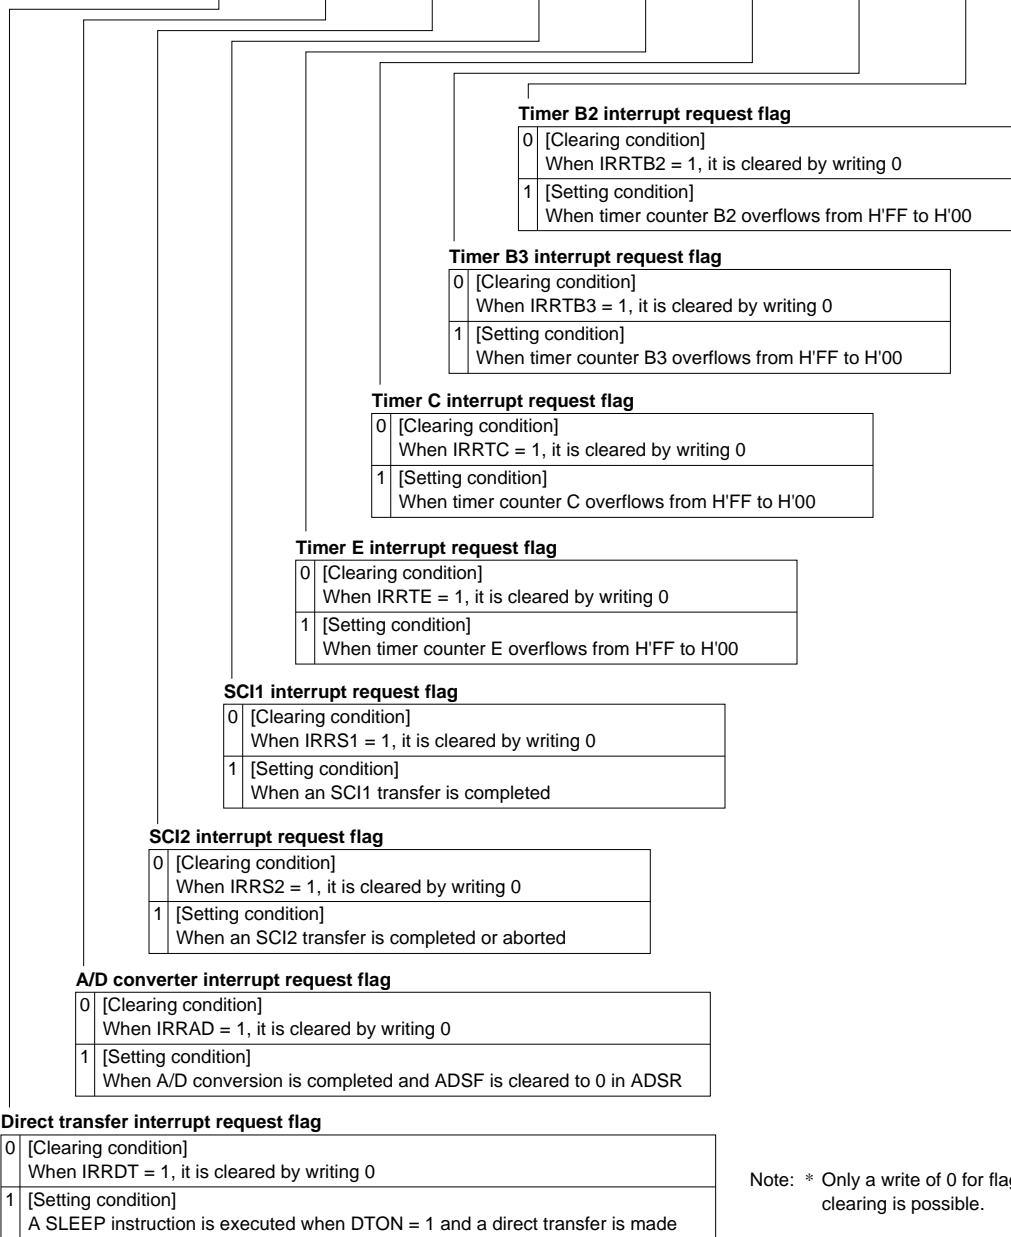 Timer B2 interrupt request flag
0 [Clearing condition]
When IRRTB2 = 1, it is cleared by writing 0
1 [Setting condition]
When timer counter B2 overflows from H'FF to H'00
Timer B3 interrupt request flag
0 [Clearing condition]
When IRRTB3 = 1, it is cleared by writing 0
1 [Setting condition]
When timer counter B3 overflows from H'FF to H'00
Timer C interrupt request flag
0 [Clearing condition]
When IRRTC = 1, it is cleared by writing 0
1 [Setting condition]
When timer counter C overflows from H'FF to H'00
Timer E interrupt request flag
0 [Clearing condition]
When IRRTE = 1, it is cleared by writing 0
1 [Setting condition]
When timer counter E overflows from H'FF to H'00
SCI1 interrupt request flag
0 [Clearing condition]
When IRRS1 = 1, it is cleared by writing 0
1 [Setting condition]
When an SCI1 transfer is completed
SCI2 interrupt request flag
0 [Clearing condition]
When IRRS2 = 1, it is cleared by writing 0
1 [Setting condition]
When an SCI2 transfer is completed or aborted
A/D converter interrupt request flag
0 [Clearing condition]
When IRRAD = 1, it is cleared by writing 0
1 [Setting condition]
When A/D conversion is completed and ADSF is cleared to 0 in ADSR
Direct transfer interrupt request flag
0 [Clearing condition]
When IRRDT = 1, it is cleared by writing 0
1 [Setting condition]
A SLEEP instruction is executed when DTON = 1 and a direct transfer is made
Note: * Only a write of 0 for
clearing is possible.